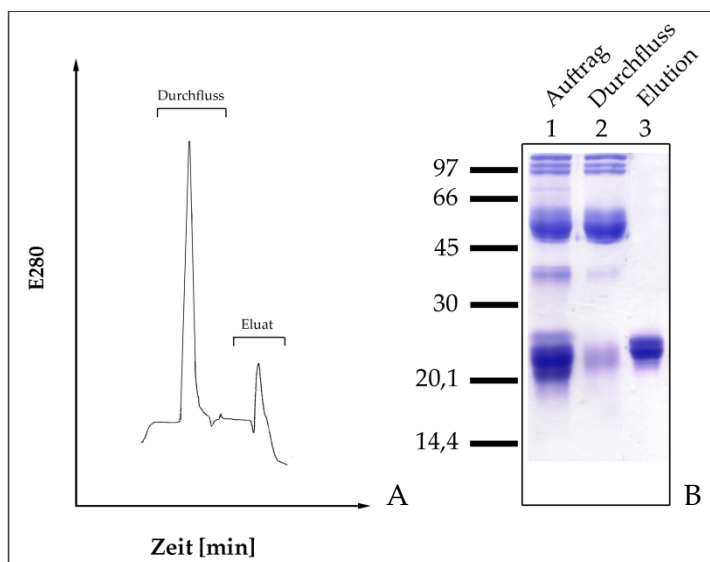 Durchfluss
Eluat
E280
Zeit [min]
A
Auftrag
Durchfluss
Elution
1 2 3
97
66
45
30
20,1
14,4
B